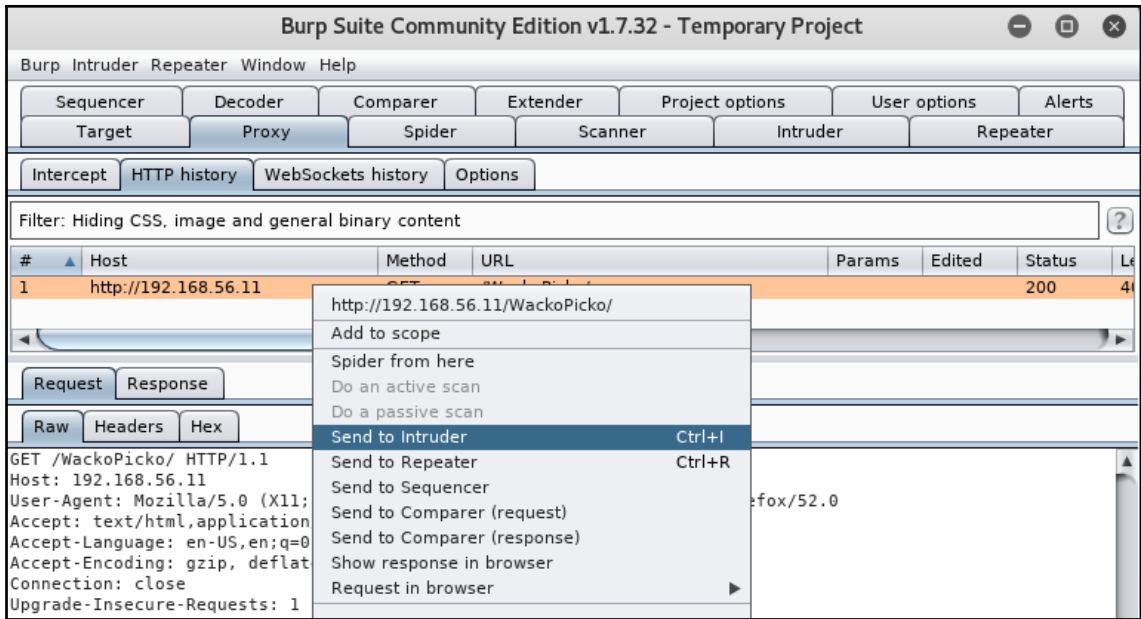 Burp Suite Community Edition v1.7.32 - Temporary Project
Burp Intruder Repeater Window Help
Sequencer Decoder Comparer Extender Project options User options Alerts
Target Proxy Spider Scanner Intruder Repeater
Intercept HTTP history WebSockets history Options
Filter: Hiding CSS, image and general binary content ?
# Host Method URL Params Edited Status
1 http://192.168.56.11 200
http://192.168.56.11/WackoPicko/
Add to scope
Spider from here
Do an active scan
Do a passive scan
Send to Intruder Ctrl+I
Send to Repeater Ctrl+R
Send to Sequencer
Send to Comparer (request)
Send to Comparer (response)
Show response in browser
Request in browser
Request Response
Raw Headers Hex
GET /WackoPicko/ HTTP/1.1
Host: 192.168.56.11
User-Agent: Mozilla/5.0 (X11; efox/52.0
Accept: text/html,application
Accept-Language: en-US,en;q=0
Accept-Encoding: gzip, deflat
Connection: close
Upgrade-Insecure-Requests: 1